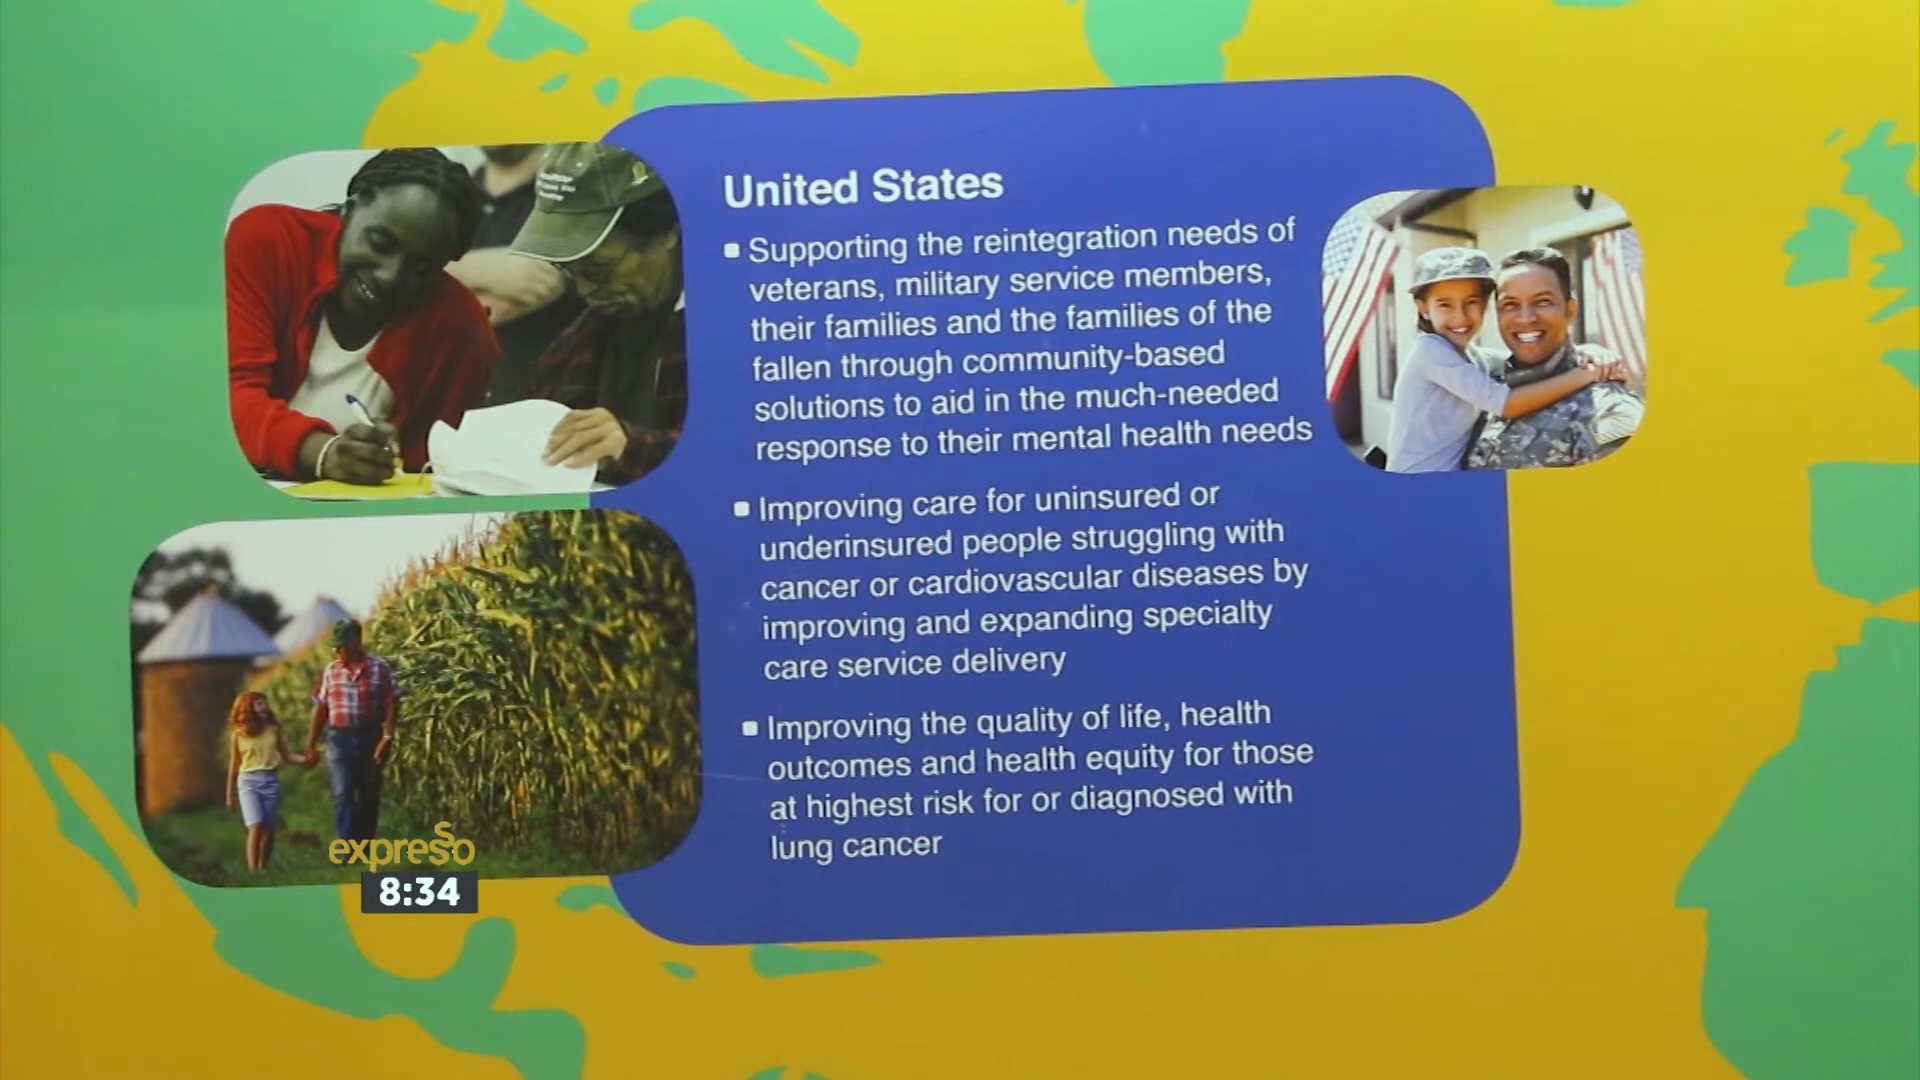 United States
▪ Supporting the reintegration needs of
veterans, military service members,
their families and the families of the
fallen through community-based
solutions to aid in the much-needed
response to their mental health needs
▪ Improving care for uninsured or
underinsured people struggling with
cancer or cardiovascular diseases by
improving and expanding specialty
care service delivery
▪ Improving the quality of life, health
outcomes and health equity for those
at highest risk for or diagnosed with
lung cancer
expresso
8:34